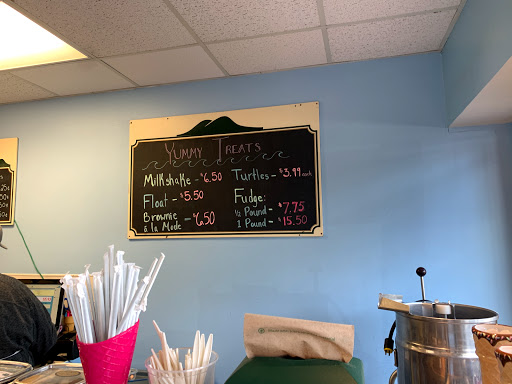 Yummy Treats
Milkshake - $6.50
Float - $5.50
Brownie
à la Mode - $6.50
Turtles - $3.99 each
Fudge:
½ Pound - $7.75
1 Pound - $15.50